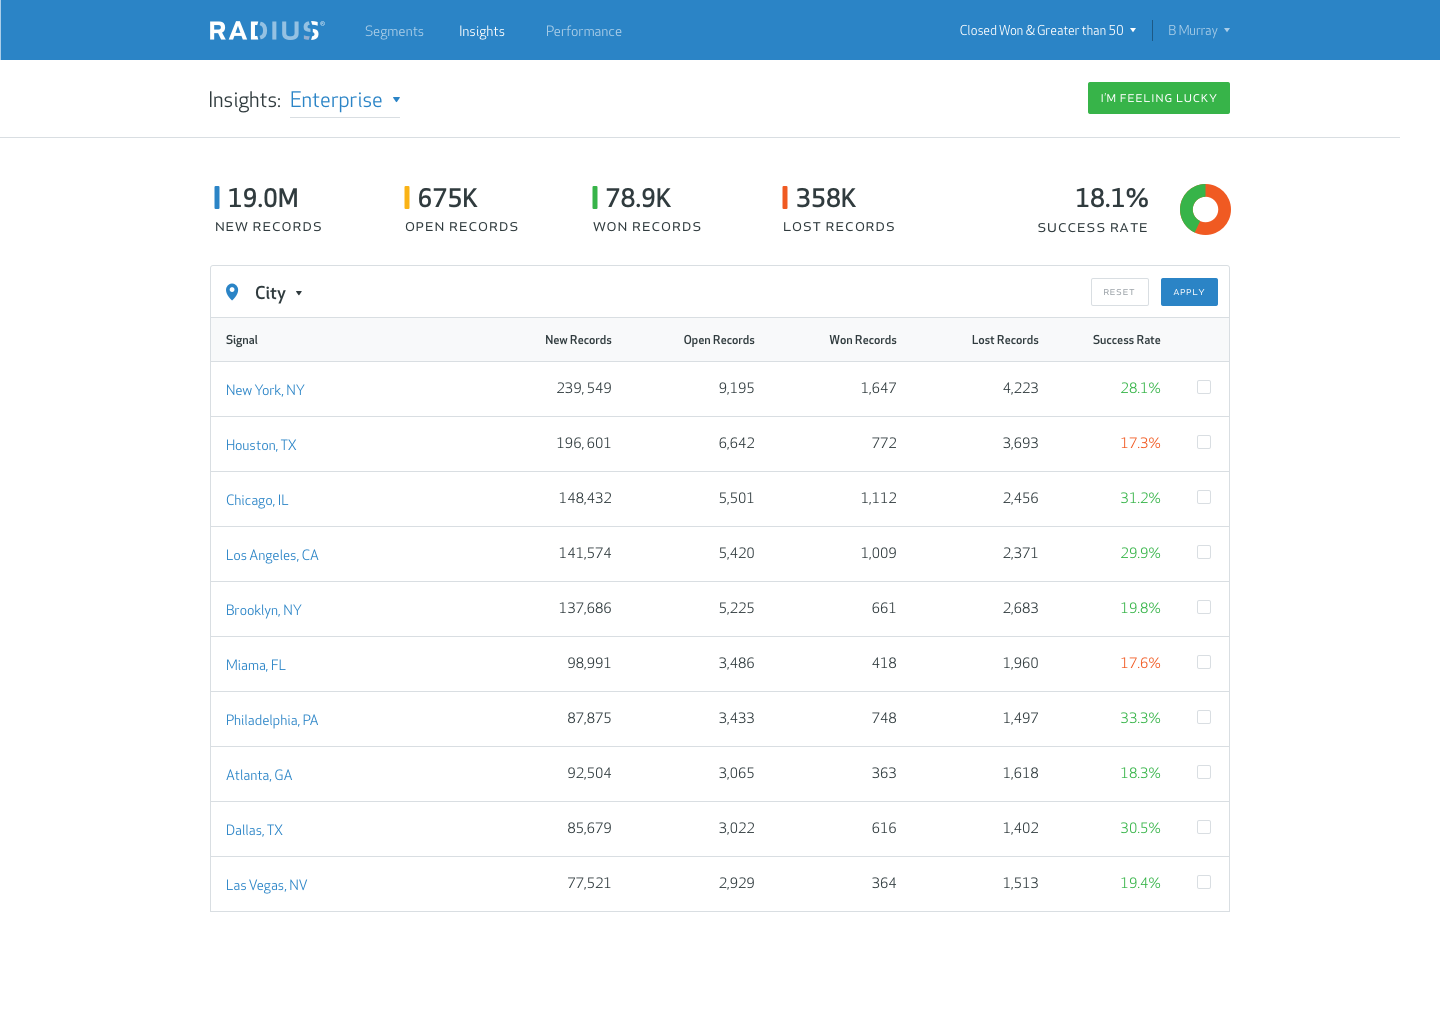 RADIUS® Segments Insights Performance Closed Won & Greater than 50 B Murray
Insights: Enterprise I'M FEELING LUCKY
19.0M 675K 78.9K 358K 18.1%
NEW RECORDS OPEN RECORDS WON RECORDS LOST RECORDS SUCCESS RATE
City RESET APPLY
Signal New Records Open Records Won Records Lost Records Success Rate
New York, NY 239, 549 9,195 1,647 4,223 28.1%
Houston, TX 196, 601 6,642 772 3,693 17.3%
Chicago, IL 148,432 5,501 1,112 2,456 31.2%
Los Angeles, CA 141,574 5,420 1,009 2,371 29.9%
Brooklyn, NY 137,686 5,225 661 2,683 19.8%
Miama, FL 98,991 3,486 418 1,960 17.6%
Philadelphia, PA 87,875 3,433 748 1,497 33.3%
Atlanta, GA 92,504 3,065 363 1,618 18.3%
Dallas, TX 85,679 3,022 616 1,402 30.5%
Las Vegas, NV 77,521 2,929 364 1,513 19.4%